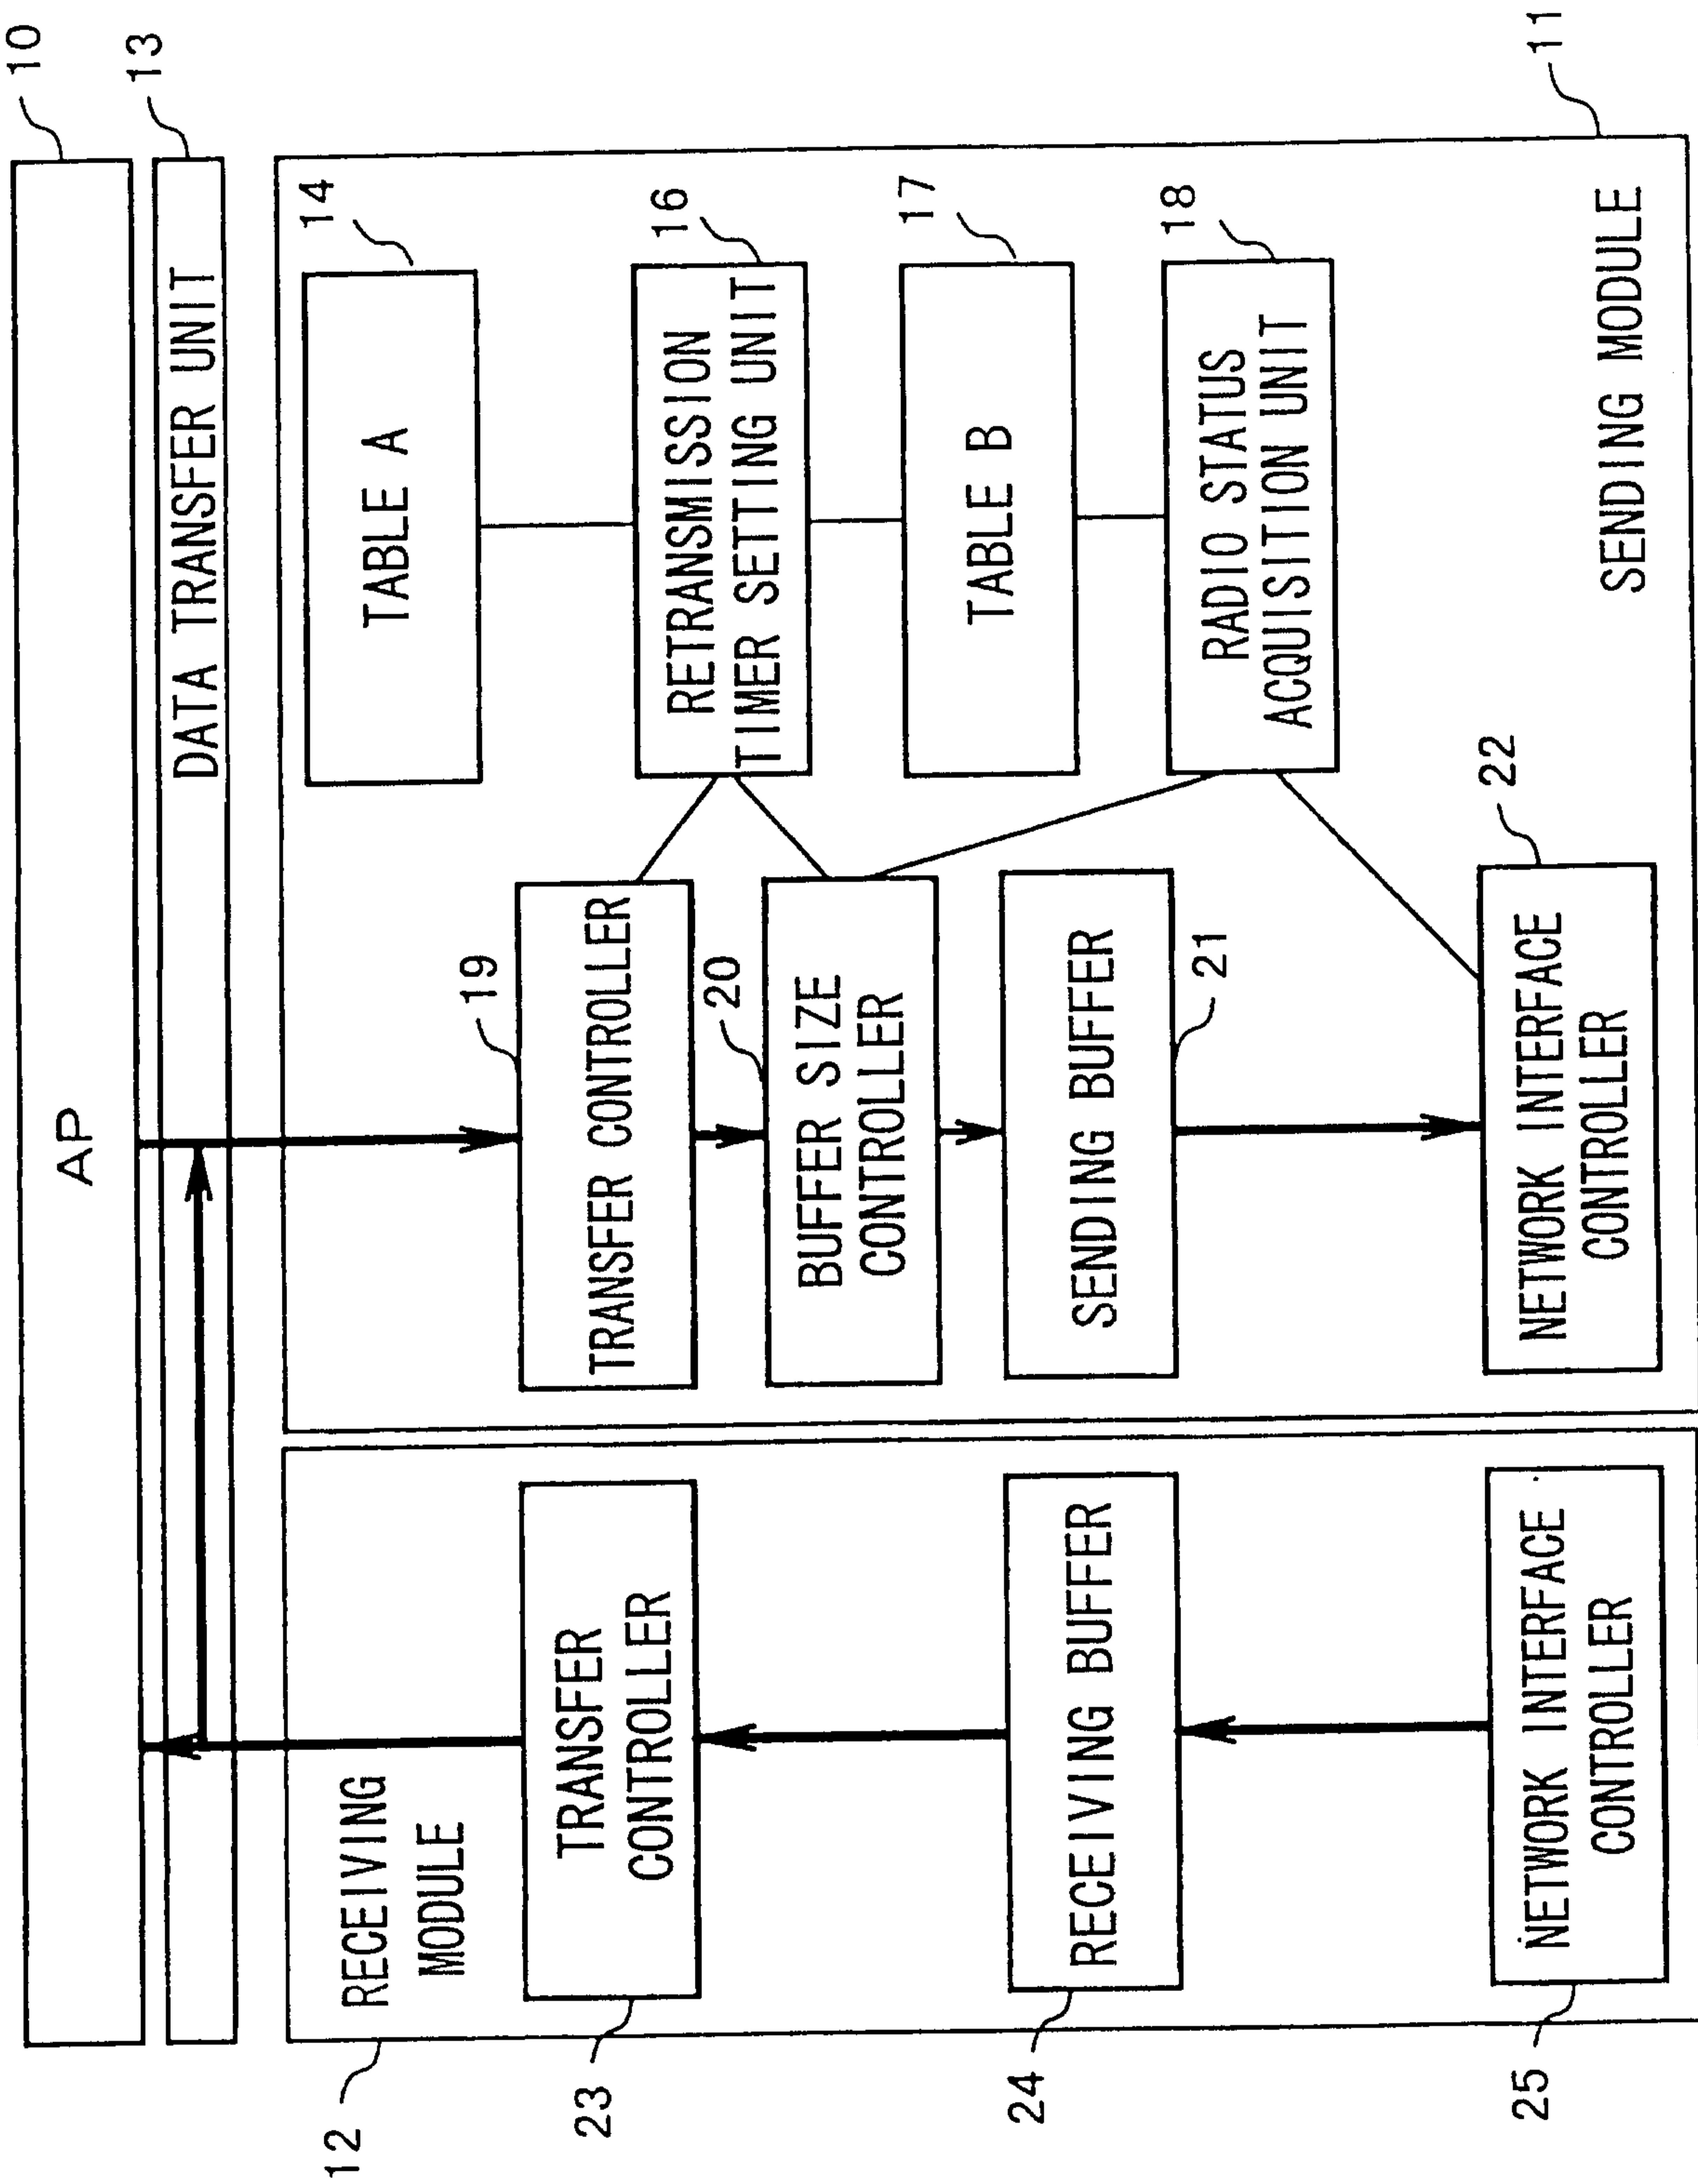 10
AP
13
DATA TRANSFER UNIT
12
RECEIVING
MODULE
14
TABLE A
19
TRANSFER CONTROLLER
16
RETRANSMISSION
TIMER SETTING UNIT
23
TRANSFER
CONTROLLER
20
BUFFER SIZE
CONTROLLER
17
TABLE B
24
RECEIVING BUFFER
SENDING BUFFER
21
18
RADIO STATUS
ACQUISITION UNIT
25
NETWORK INTERFACE
CONTROLLER
22
NETWORK INTERFACE
CONTROLLER
SENDING MODULE
11